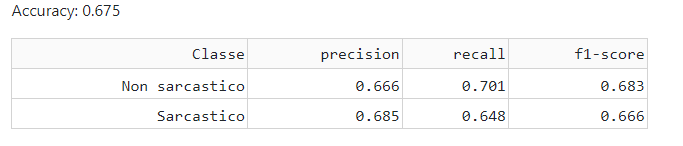 Accuracy: 0.675
Classe precision recall f1-score
Non sarcastico 0.666 0.701 0.683
Sarcastico 0.685 0.648 0.666